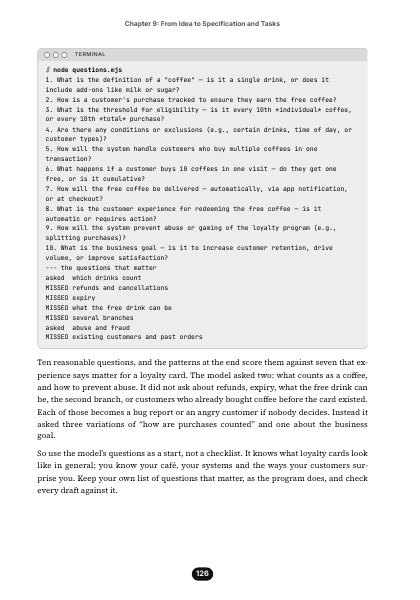 Chapter 9: From Idea to Specification and Tasks
TERMINAL
$ node questions.mjs
1. What is the definition of a "coffee" — is it a single drink, or does it
include add-ons like milk or sugar?
2. How is a customer's purchase tracked to ensure they earn the free coffee?
3. What is the threshold for eligibility — is it every 10th *individual* coffee,
or every 10th *total* purchase?
4. Are there any conditions or exclusions (e.g., certain drinks, time of day, or
customer types)?
5. How will the system handle customers who buy multiple coffees in one
transaction?
6. What happens if a customer buys 10 coffees in one visit — do they get one
free, or is it cumulative?
7. How will the free coffee be delivered — automatically, via app notification,
or at checkout?
8. What is the customer experience for redeeming the free coffee — is it
automatic or requires action?
9. How will the system prevent abuse or gaming of the loyalty program (e.g.,
splitting purchases)?
10. What is the business goal — is it to increase customer retention, drive
volume, or improve satisfaction?
--- the questions that matter
asked  which drinks count
MISSED refunds and cancellations
MISSED expiry
MISSED what the free drink can be
MISSED several branches
asked  abuse and fraud
MISSED existing customers and past orders
Ten reasonable questions, and the patterns at the end score them against seven that ex-
perience says matter for a loyalty card. The model asked two: what counts as a coffee,
and how to prevent abuse. It did not ask about refunds, expiry, what the free drink can
be, the second branch, or customers who already bought coffee before the card existed.
Each of those becomes a bug report or an angry customer if nobody decides. Instead it
asked three variations of “how are purchases counted” and one about the business
goal.
So use the model’s questions as a start, not a checklist. It knows what loyalty cards look
like in general; you know your café, your systems and the ways your customers sur-
prise you. Keep your own list of questions that matter, as the program does, and check
every draft against it.
126